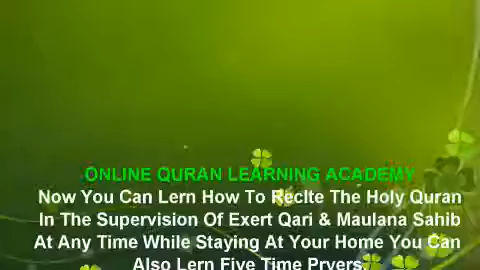 ONLINE QURAN LEARNING ACADEMY
Now You Can Lern How To Reclte The Holy Quran
In The Supervision Of Exert Qari & Maulana Sahib
At Any Time While Staying At Your Home You Can
Also Lern Five Time Pryers